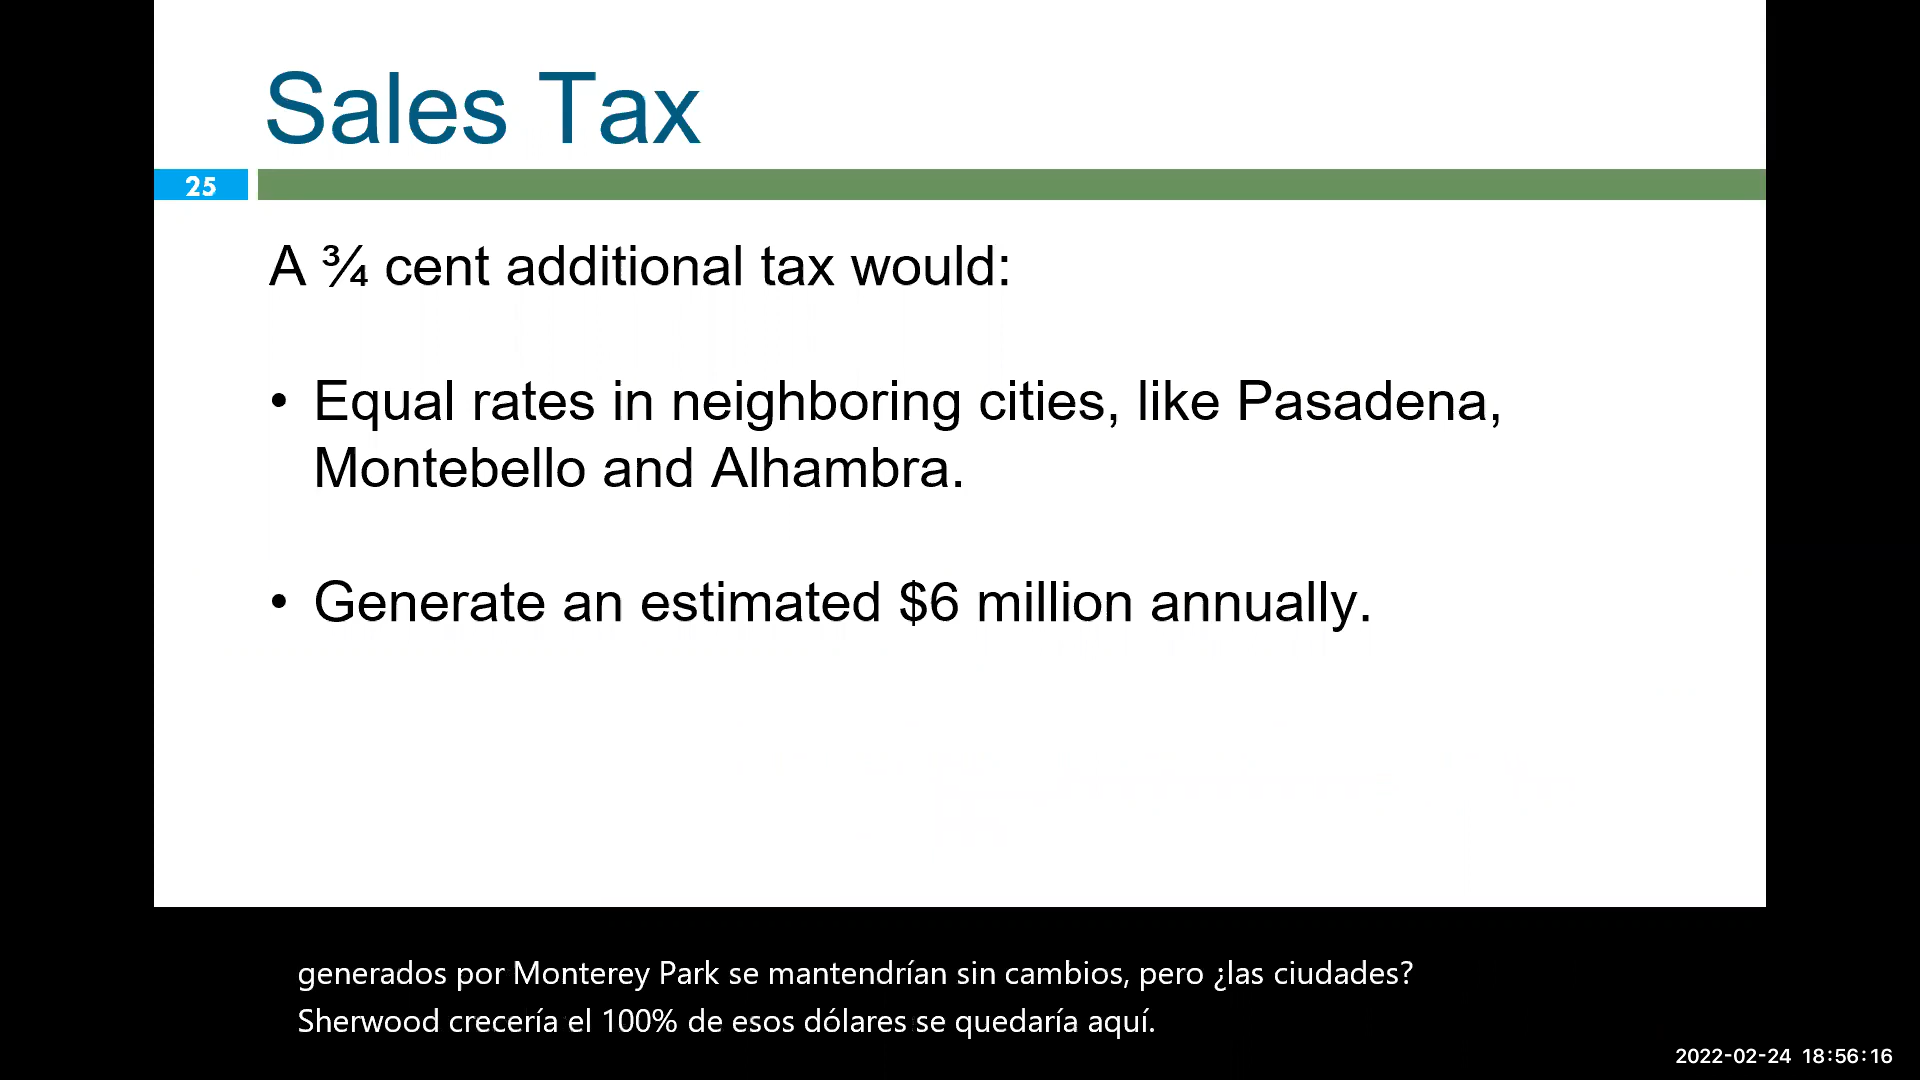 Sales Tax
25
A ¾ cent additional tax would:
• Equal rates in neighboring cities, like Pasadena,
Montebello and Alhambra.
• Generate an estimated $6 million annually.
generados por Monterey Park se mantendrían sin cambios, pero ¿las ciudades?
Sherwood crecería el 100% de esos dólares se quedaría aquí.
2022-02-24 18:56:16